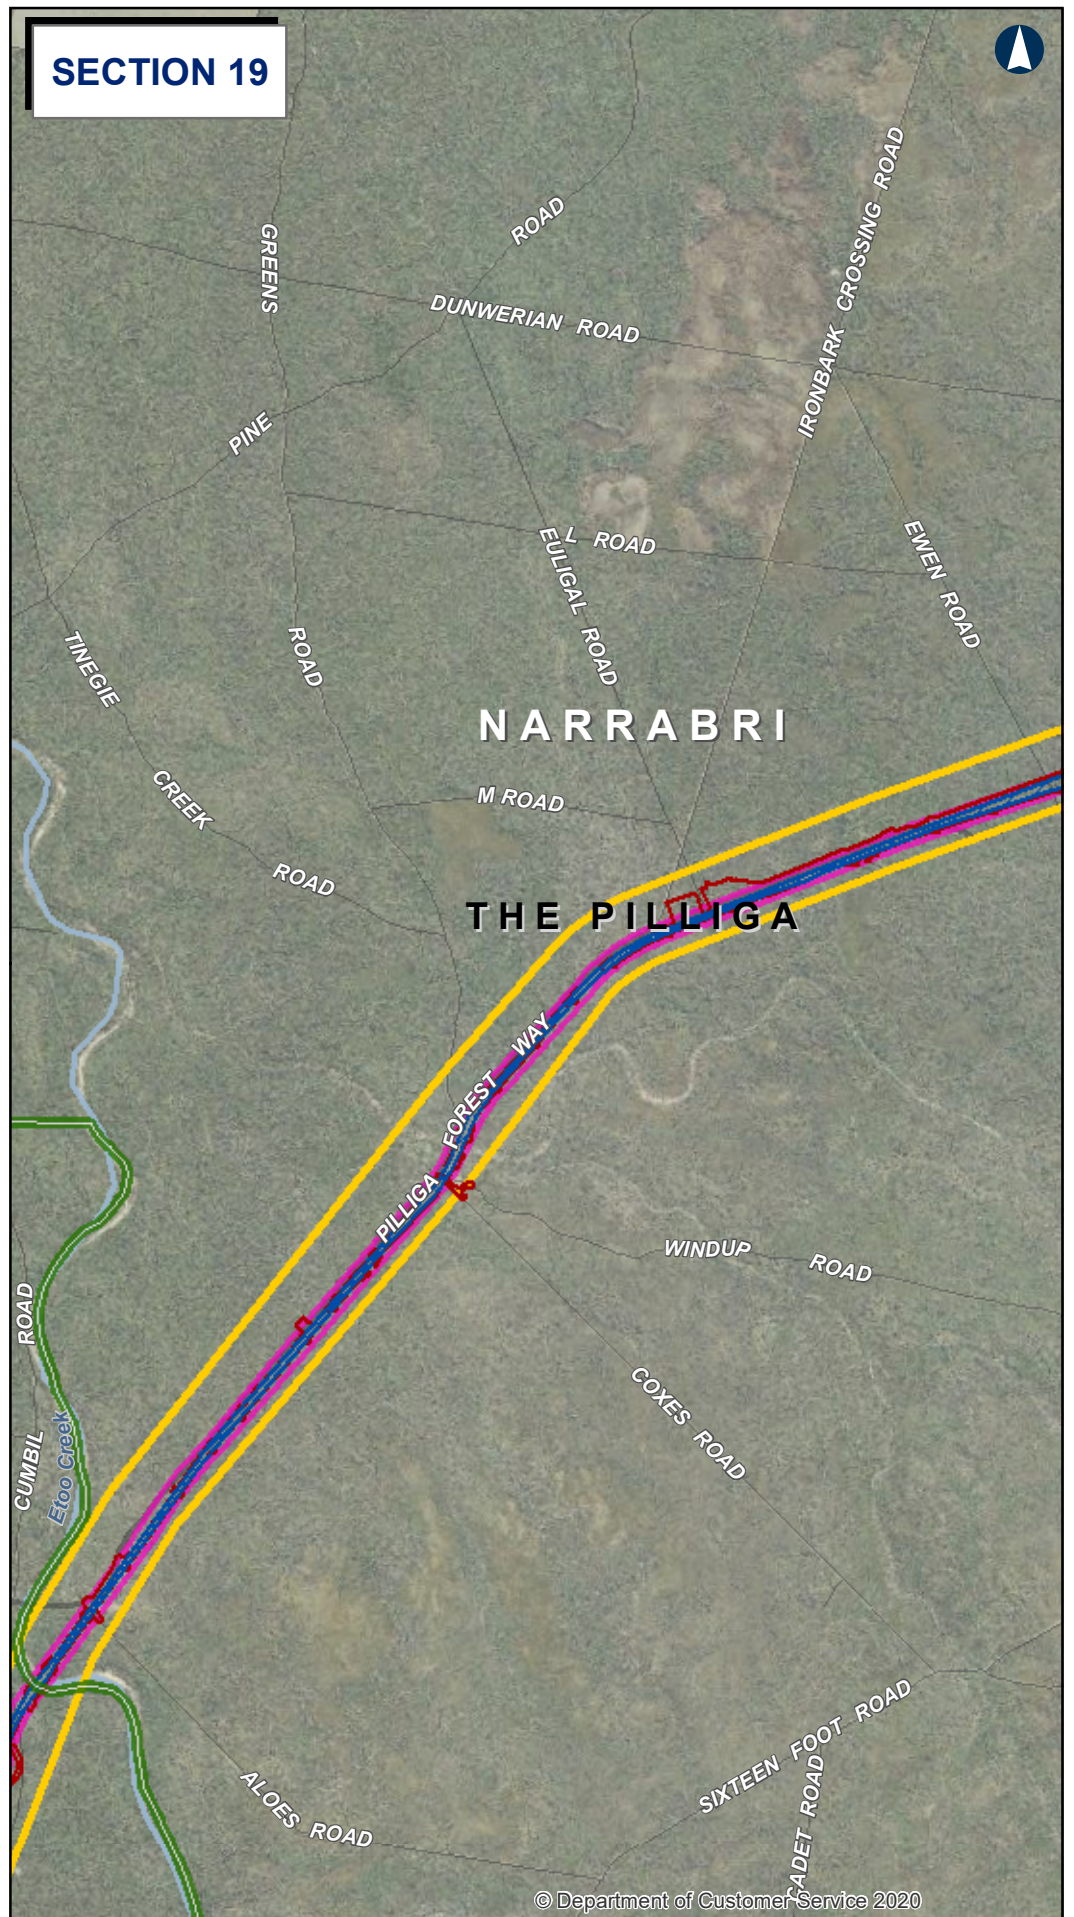 SECTION 19
GREENS
ROAD
DUNWERIAN ROAD
IRONBARK CROSSING ROAD
PINE
L ROAD
EULIGAL ROAD
EWEN ROAD
TINEGIE
ROAD
NARRABRI
CREEK
M ROAD
ROAD
THE PILLIGA
PILLIGA FOREST WAY
WINDUP ROAD
ROAD
COXES ROAD
CUMBIL
Etoo Creek
SIXTEEN FOOT ROAD
CADET ROAD
ALOES ROAD
© Department of Customer Service 2020